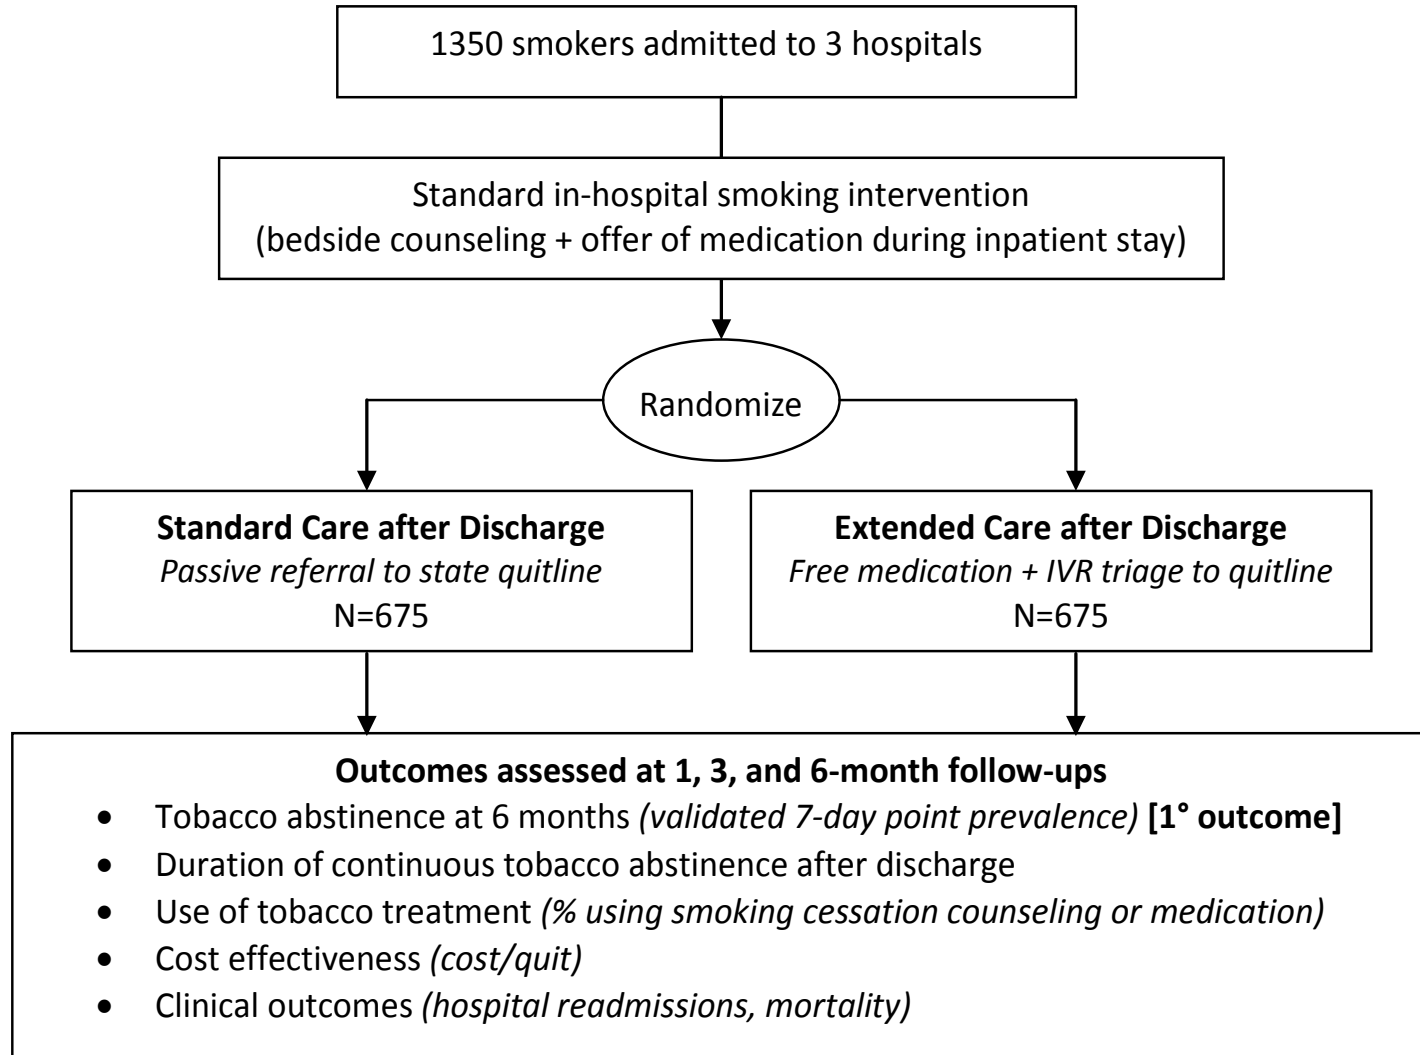 1350 smokers admitted to 3 hospitals
Standard in-hospital smoking intervention
(bedside counseling + offer of medication during inpatient stay)
Randomize
Standard Care after Discharge
Passive referral to state quitline
N=675
Extended Care after Discharge
Free medication + IVR triage to quitline
N=675
Outcomes assessed at 1, 3, and 6-month follow-ups
• Tobacco abstinence at 6 months (validated 7-day point prevalence) [1° outcome]
• Duration of continuous tobacco abstinence after discharge
• Use of tobacco treatment (% using smoking cessation counseling or medication)
• Cost effectiveness (cost/quit)
• Clinical outcomes (hospital readmissions, mortality)